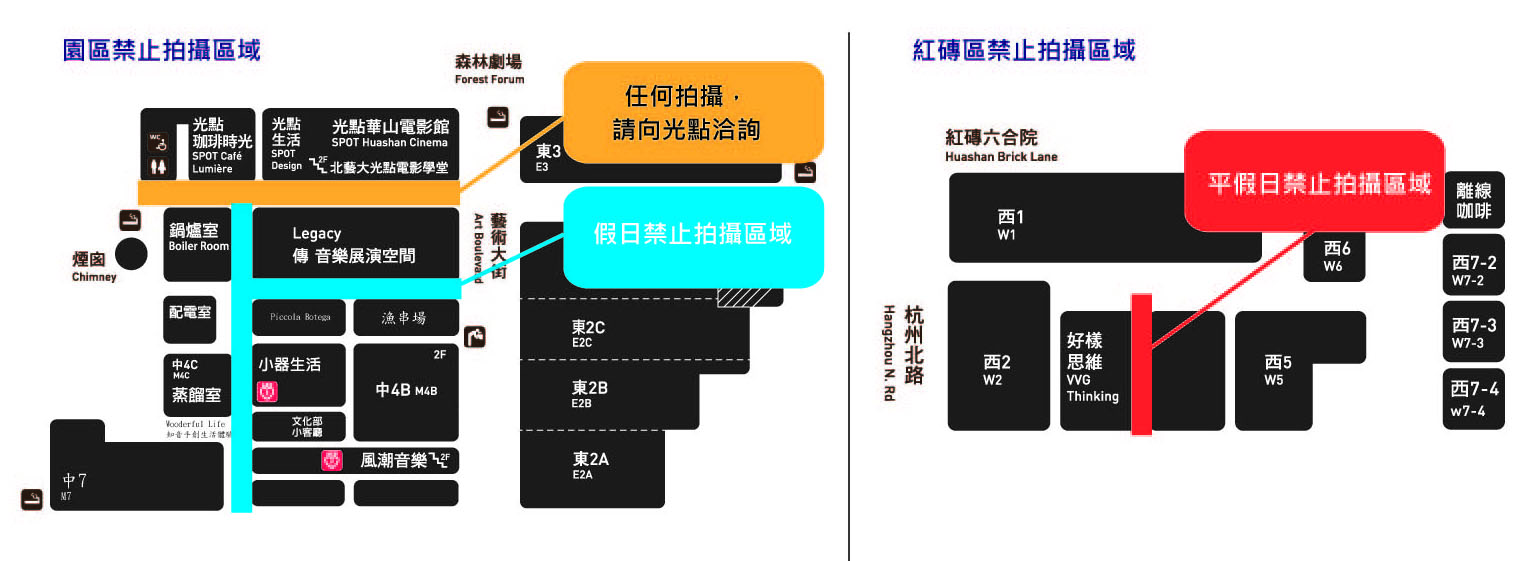 園區禁止拍攝區域
森林劇場
Forest Forum
任何拍攝，
請向光點洽詢
WC
光點
珈琲時光
SPOT Café
Lumière
光點
生活
SPOT
Design
光點華山電影館
SPOT Huashan Cinema
2F
北藝大光點電影學堂
東3
E3
假日禁止拍攝區域
鍋爐室
Boiler Room
Legacy
傳 音樂展演空間
藝術大街
Art Boulevard
煙囪
Chimney
配電室
Piccola Botega
漁串場
東2C
E2C
中4C
M4C
蒸餾室
小器生活
2F
中4B M4B
東2B
E2B
Wooderful Life
知音手創生活體驗
文化部
小客廳
風潮音樂
2F
東2A
E2A
中7
M7
紅磚區禁止拍攝區域
紅磚六合院
Huashan Brick Lane
平假日禁止拍攝區域
離線
咖啡
西1
W1
西6
W6
西7-2
W7-2
杭州北路
Hangzhou N. Rd
西2
W2
好樣
思維
VVG
Thinking
西5
W5
西7-3
W7-3
西7-4
w7-4